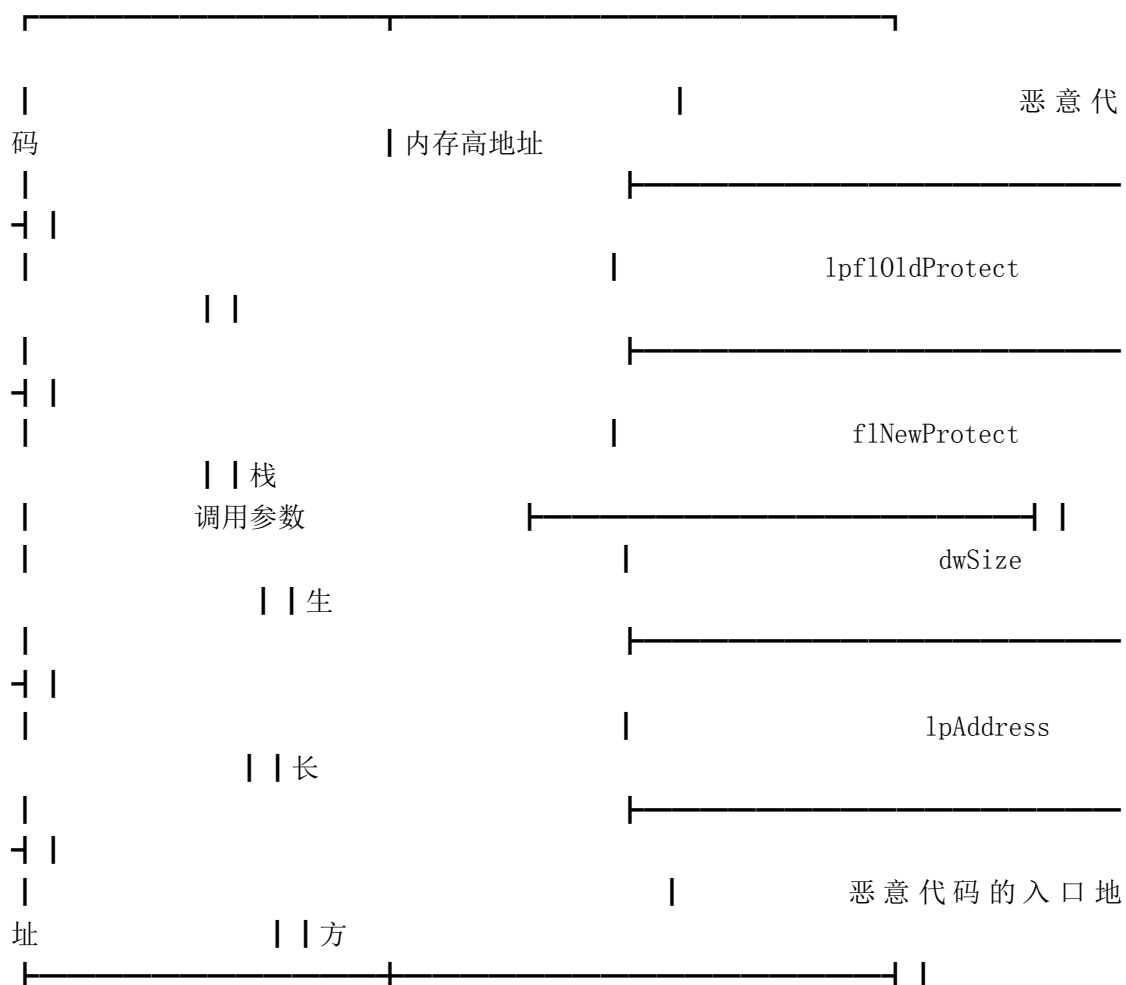 恶 意 代
码 内存高地址
lpflOldProtect
flNewProtect
栈
调用参数
dwSize
生
lpAddress
长
恶 意 代 码 的 入 口 地
址 方